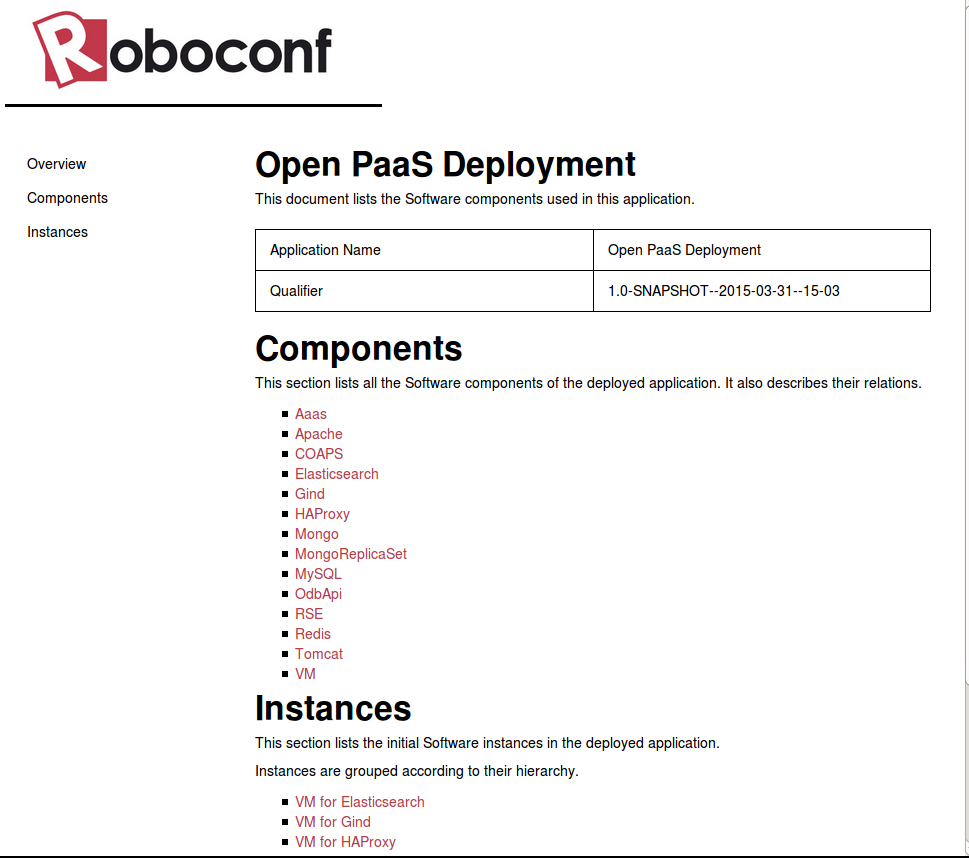 Roboconf
Overview
Components
Instances
Open PaaS Deployment
This document lists the Software components used in this application.
Application Name
Open PaaS Deployment
Qualifier
1.0-SNAPSHOT--2015-03-31--15-03
Components
This section lists all the Software components of the deployed application. It also describes their relations.
Aaas
Apache
COAPS
Elasticsearch
Gind
HAProxy
Mongo
MongoReplicaSet
MySQL
OdbApi
RSE
Redis
Tomcat
VM
Instances
This section lists the initial Software instances in the deployed application.
Instances are grouped according to their hierarchy.
VM for Elasticsearch
VM for Gind
VM for HAProxy